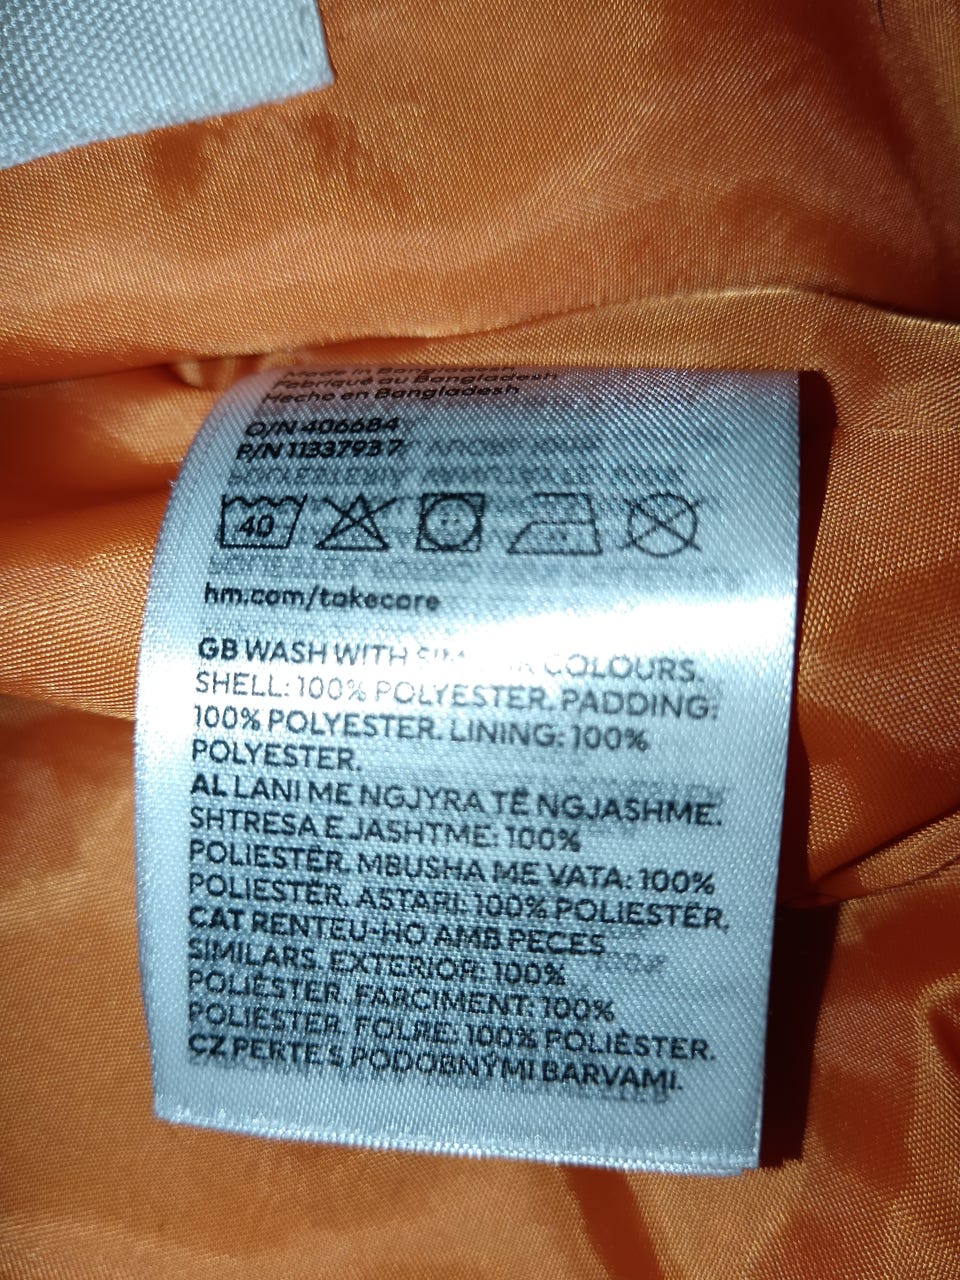 Made in Bangladesh
Fabriqué au Bangladesh
Hecho en Bangladesh
O/N 406684
P/N 1133793 7
40
hm.com/takecare
GB WASH WITH SIMILAR COLOURS.
SHELL: 100% POLYESTER. PADDING:
100% POLYESTER. LINING: 100%
POLYESTER.
AL LANI ME NGJYRA TË NGJASHME.
SHTRESA E JASHTME: 100%
POLIESTËR. MBUSHA ME VATA: 100%
POLIESTËR. ASTARI: 100% POLIESTËR.
CAT RENTEU-HO AMB PECES
SIMILARS. EXTERIOR: 100%
POLIÈSTER. FARCIMENT: 100%
POLIÈSTER. FOLRE: 100% POLIÈSTER.
CZ PERTE S PODOBNÝMI BARVAMI.